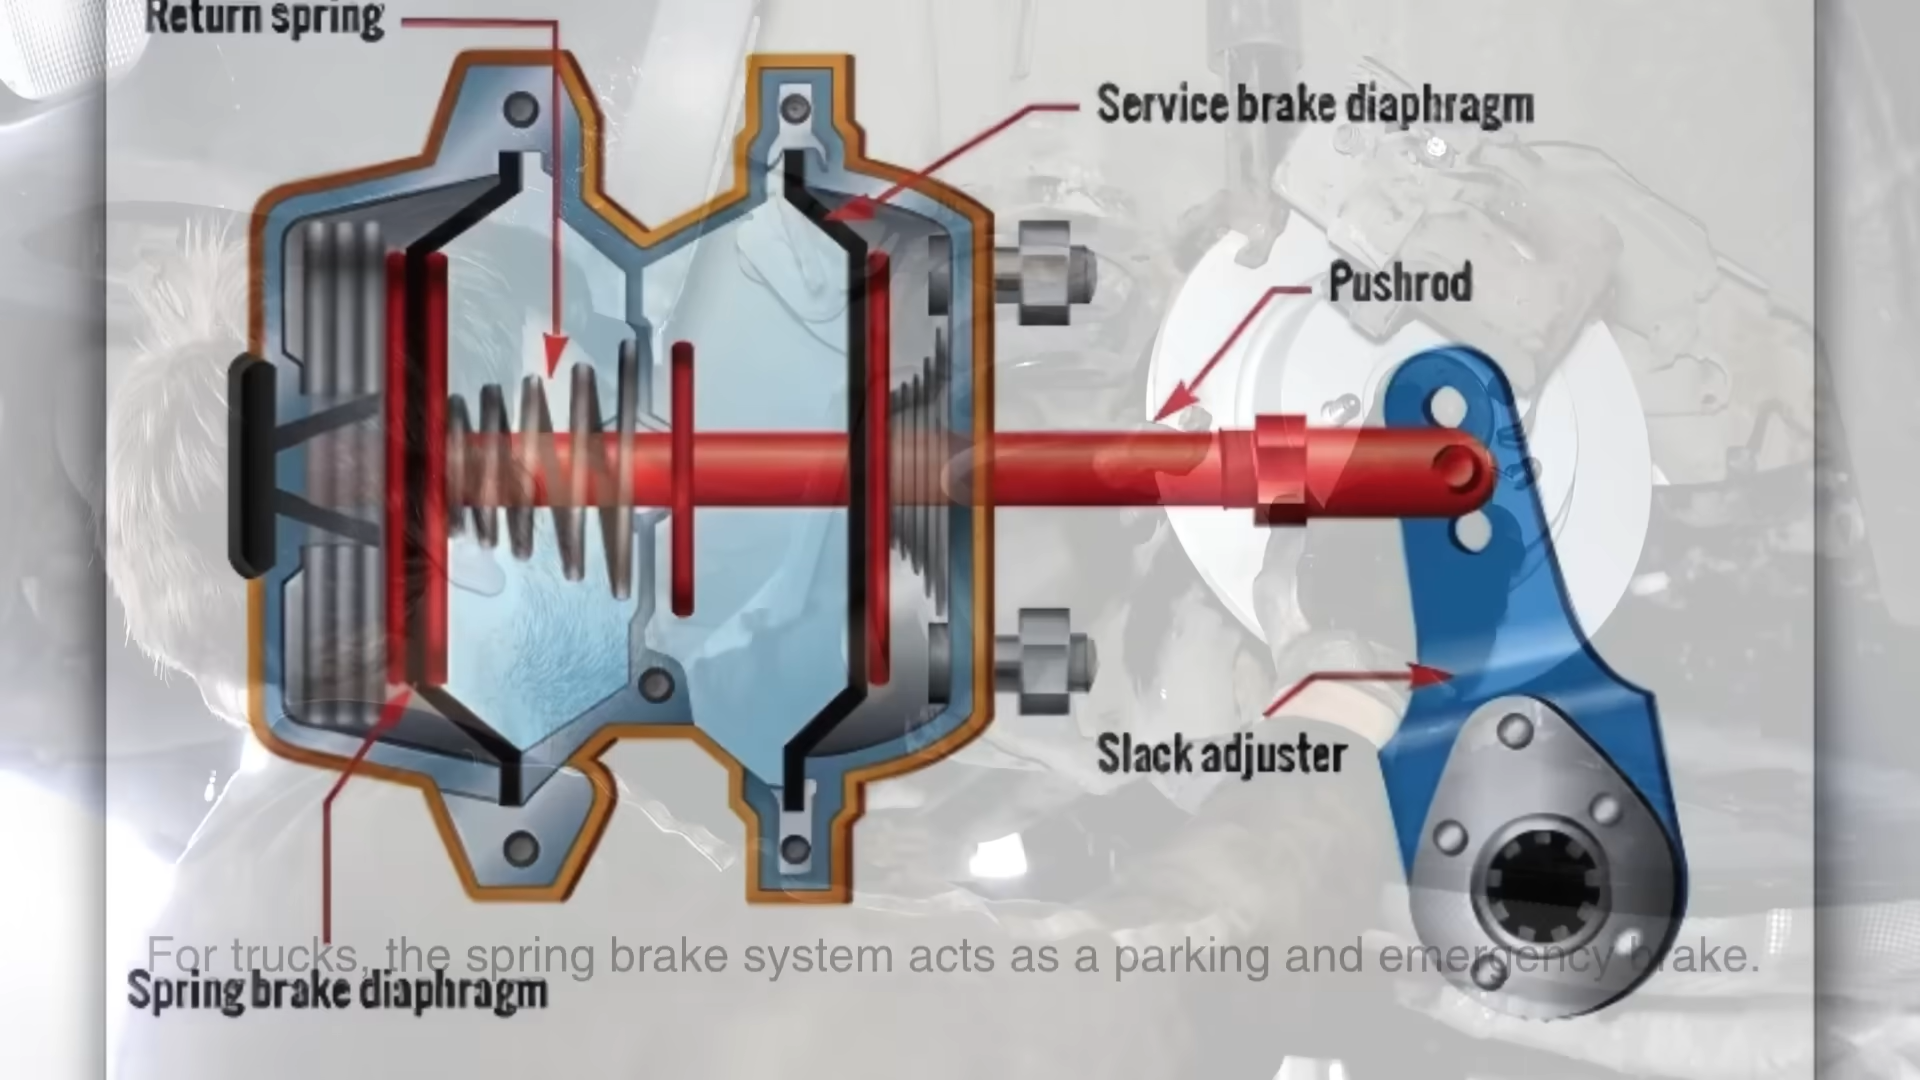 Return spring
Service brake diaphragm
Pushrod
Slack adjuster
For trucks, the spring brake system acts as a parking and emergency brake.
Spring brake diaphragm